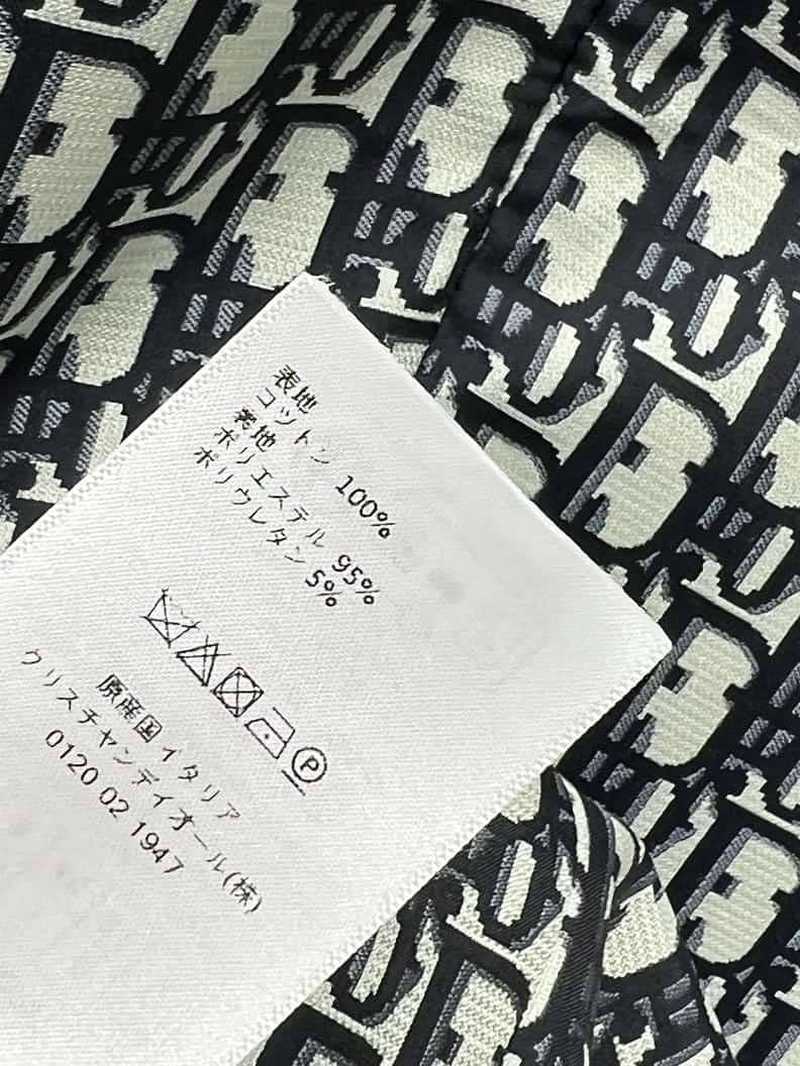 表地
コットン 100%
裏地
ポリエステル 95%
ポリウレタン 5%
P
原産国 イタリア
クリスチャンディオール(株)
0120 02 1947